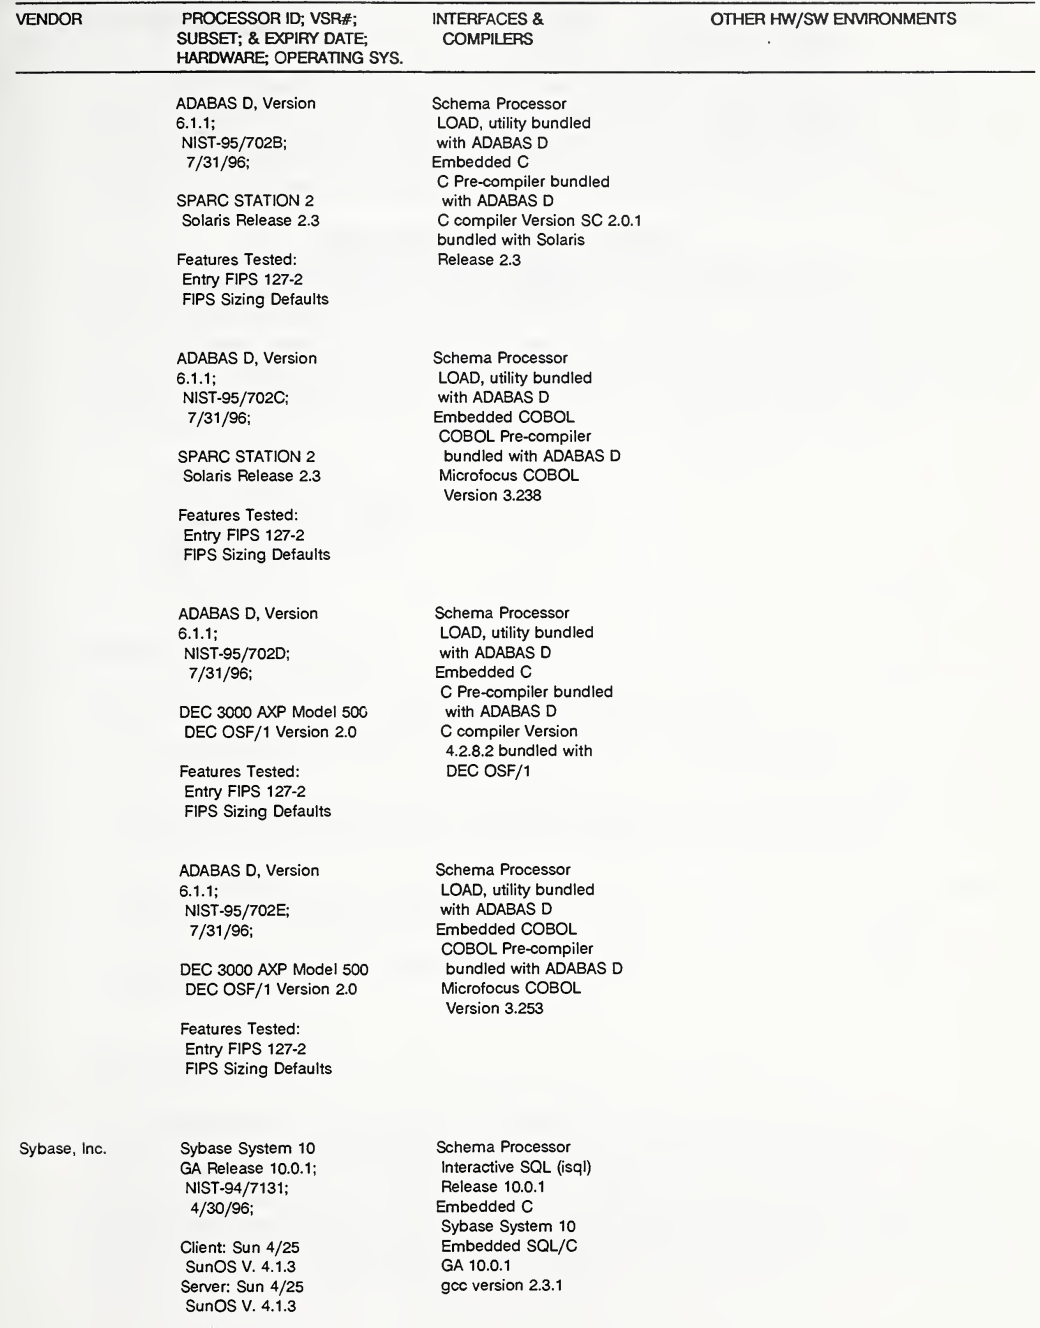 VENDOR
PROCESSOR ID; VSR#;
SUBSET; & EXPIRY DATE;
HARDWARE; OPERATING SYS.
INTERFACES &
COMPILERS
OTHER HW/SW ENVIRONMENTS
ADABAS D, Version
6.1.1;
NIST-95/702B;
7/31/96;
SPARC STATION 2
Solaris Release 2.3
Features Tested:
Entry FIPS 127-2
FIPS Sizing Defaults
Schema Processor
LOAD, utility bundled
with ADABAS D
Embedded C
C Pre-compiler bundled
with ADABAS D
C compiler Version SC 2.0.1
bundled with Solaris
Release 2.3
ADABAS D, Version
6.1.1;
NIST-95/702C;
7/31/96;
SPARC STATION 2
Solaris Release 2.3
Features Tested:
Entry FIPS 127-2
FIPS Sizing Defaults
Schema Processor
LOAD, utility bundled
with ADABAS D
Embedded COBOL
COBOL Pre-compiler
bundled with ADABAS D
Microfocus COBOL
Version 3.238
ADABAS D, Version
6.1.1;
NIST-95/702D;
7/31/96;
DEC 3000 AXP Model 500
DEC OSF/1 Version 2.0
Features Tested:
Entry FIPS 127-2
FIPS Sizing Defaults
Schema Processor
LOAD, utility bundled
with ADABAS D
Embedded C
C Pre-compiler bundled
with ADABAS D
C compiler Version
4.2.8.2 bundled with
DEC OSF/1
ADABAS D, Version
6.1.1;
NIST-95/702E;
7/31/96;
DEC 3000 AXP Model 500
DEC OSF/1 Version 2.0
Features Tested:
Entry FIPS 127-2
FIPS Sizing Defaults
Schema Processor
LOAD, utility bundled
with ADABAS D
Embedded COBOL
COBOL Pre-compiler
bundled with ADABAS D
Microfocus COBOL
Version 3.253
Sybase, Inc.
Sybase System 10
GA Release 10.0.1;
NIST-94/7131;
4/30/96;
Client: Sun 4/25
SunOS V. 4.1.3
Server: Sun 4/25
SunOS V. 4.1.3
Schema Processor
Interactive SQL (isql)
Release 10.0.1
Embedded C
Sybase System 10
Embedded SQL/C
GA 10.0.1
gcc version 2.3.1